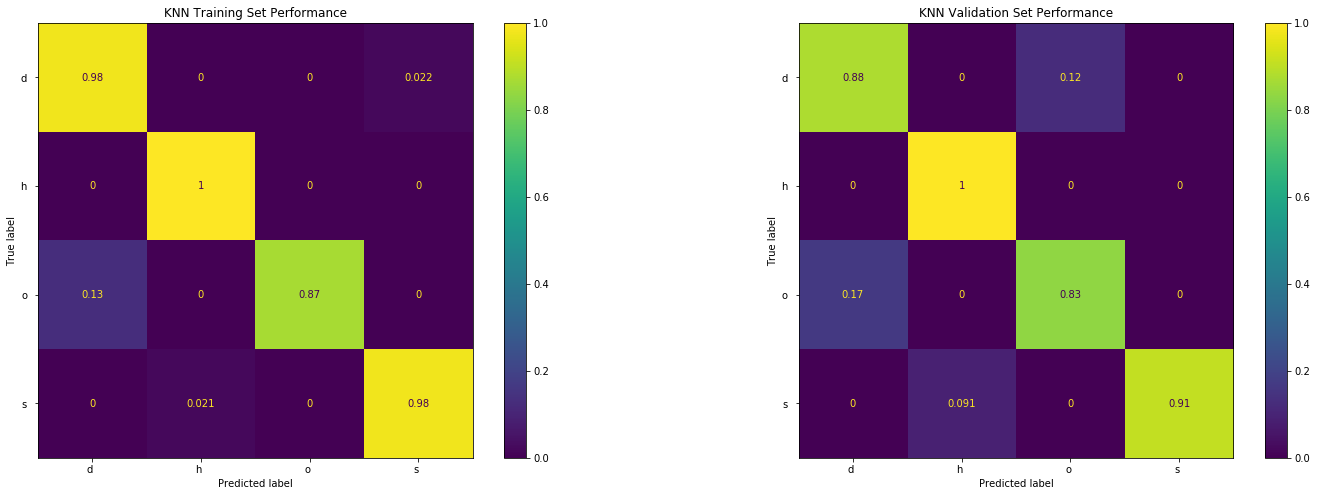 KNN Training Set Performance
True label
d 0.98 0 0 0.022
h 0 1 0 0
o 0.13 0 0.87 0
s 0 0.021 0 0.98
d h o s
Predicted label
1.0
0.8
0.6
0.4
0.2
0.0
KNN Validation Set Performance
True label
d 0.88 0 0.12 0
h 0 1 0 0
o 0.17 0 0.83 0
s 0 0.091 0 0.91
d h o s
Predicted label
1.0
0.8
0.6
0.4
0.2
0.0